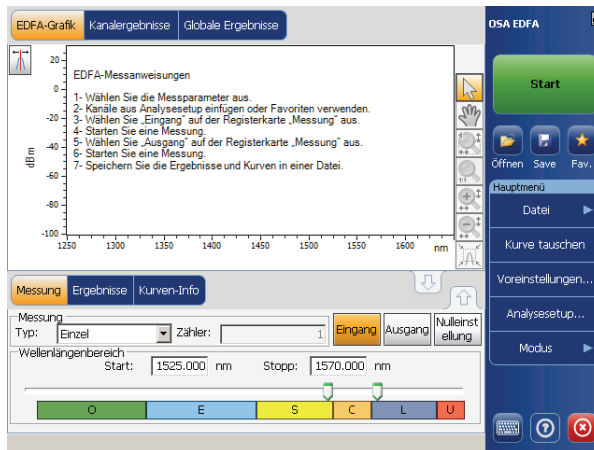 EDFA-Grafik Kanalergebnisse Globale Ergebnisse
EDFA-Messanweisungen
1- Wählen Sie die Messparameter aus.
2- Kanäle aus Analysesetup einfügen oder Favoriten verwenden.
3- Wählen Sie „Eingang" auf der Registerkarte „Messung" aus.
4- Starten Sie eine Messung.
5- Wählen Sie „Ausgang" auf der Registerkarte „Messung" aus.
6- Starten Sie eine Messung.
7- Speichern Sie die Ergebnisse und Kurven in einer Datei.
dBm
20
0
-20
-40
-60
-80
-100
1250 1300 1350 1400 1450 1500 1550 1600 nm
1:1
Messung Ergebnisse Kurven-Info
Messung
Typ: Einzel Zähler: 1 Eingang Ausgang Nulleinst
ellung
Wellenlängenbereich
Start: 1525.000 nm Stopp: 1570.000 nm
O E S C L U
OSA EDFA
Start
Öffnen Save Fav.
Hauptmenü
Datei
Kurve tauschen
Voreinstellungen...
Analysesetup...
Modus